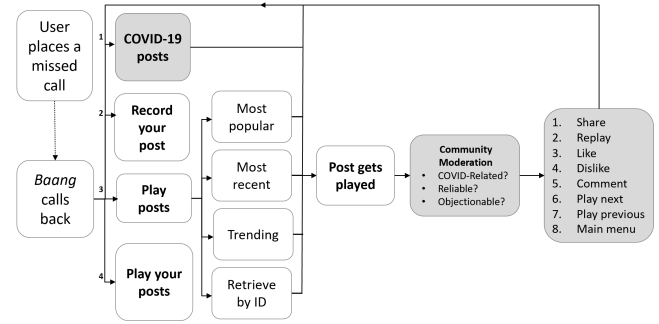 User
places a
missed
call
Baang
calls
back
1
COVID-19
posts
2
Record
your
post
3
Play
posts
4
Play your
posts
Most
popular
Most
recent
Trending
Retrieve
by ID
Post gets
played
Community
Moderation
• COVID-Related?
• Reliable?
• Objectionable?
1. Share
2. Replay
3. Like
4. Dislike
5. Comment
6. Play next
7. Play previous
8. Main menu